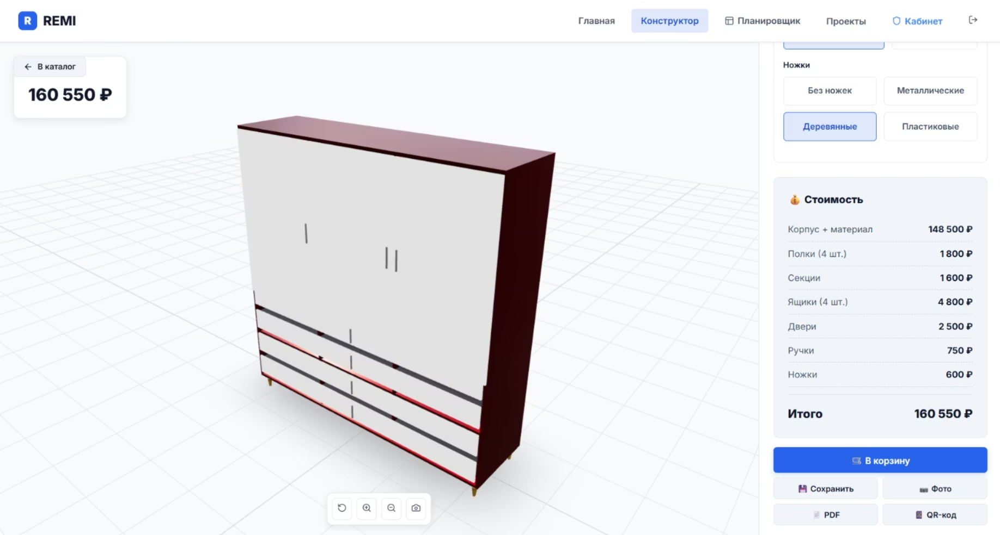 R REMI
Главная Конструктор Планировщик Проекты Кабинет
← В каталог
160 550 ₽
Ножки
Без ножек Металлические
Деревянные Пластиковые
💰 Стоимость
Корпус + материал 148 500 ₽
Полки (4 шт.) 1 800 ₽
Секции 1 600 ₽
Ящики (4 шт.) 4 800 ₽
Двери 2 500 ₽
Ручки 750 ₽
Ножки 600 ₽
Итого 160 550 ₽
В корзину
Сохранить Фото
PDF QR-код